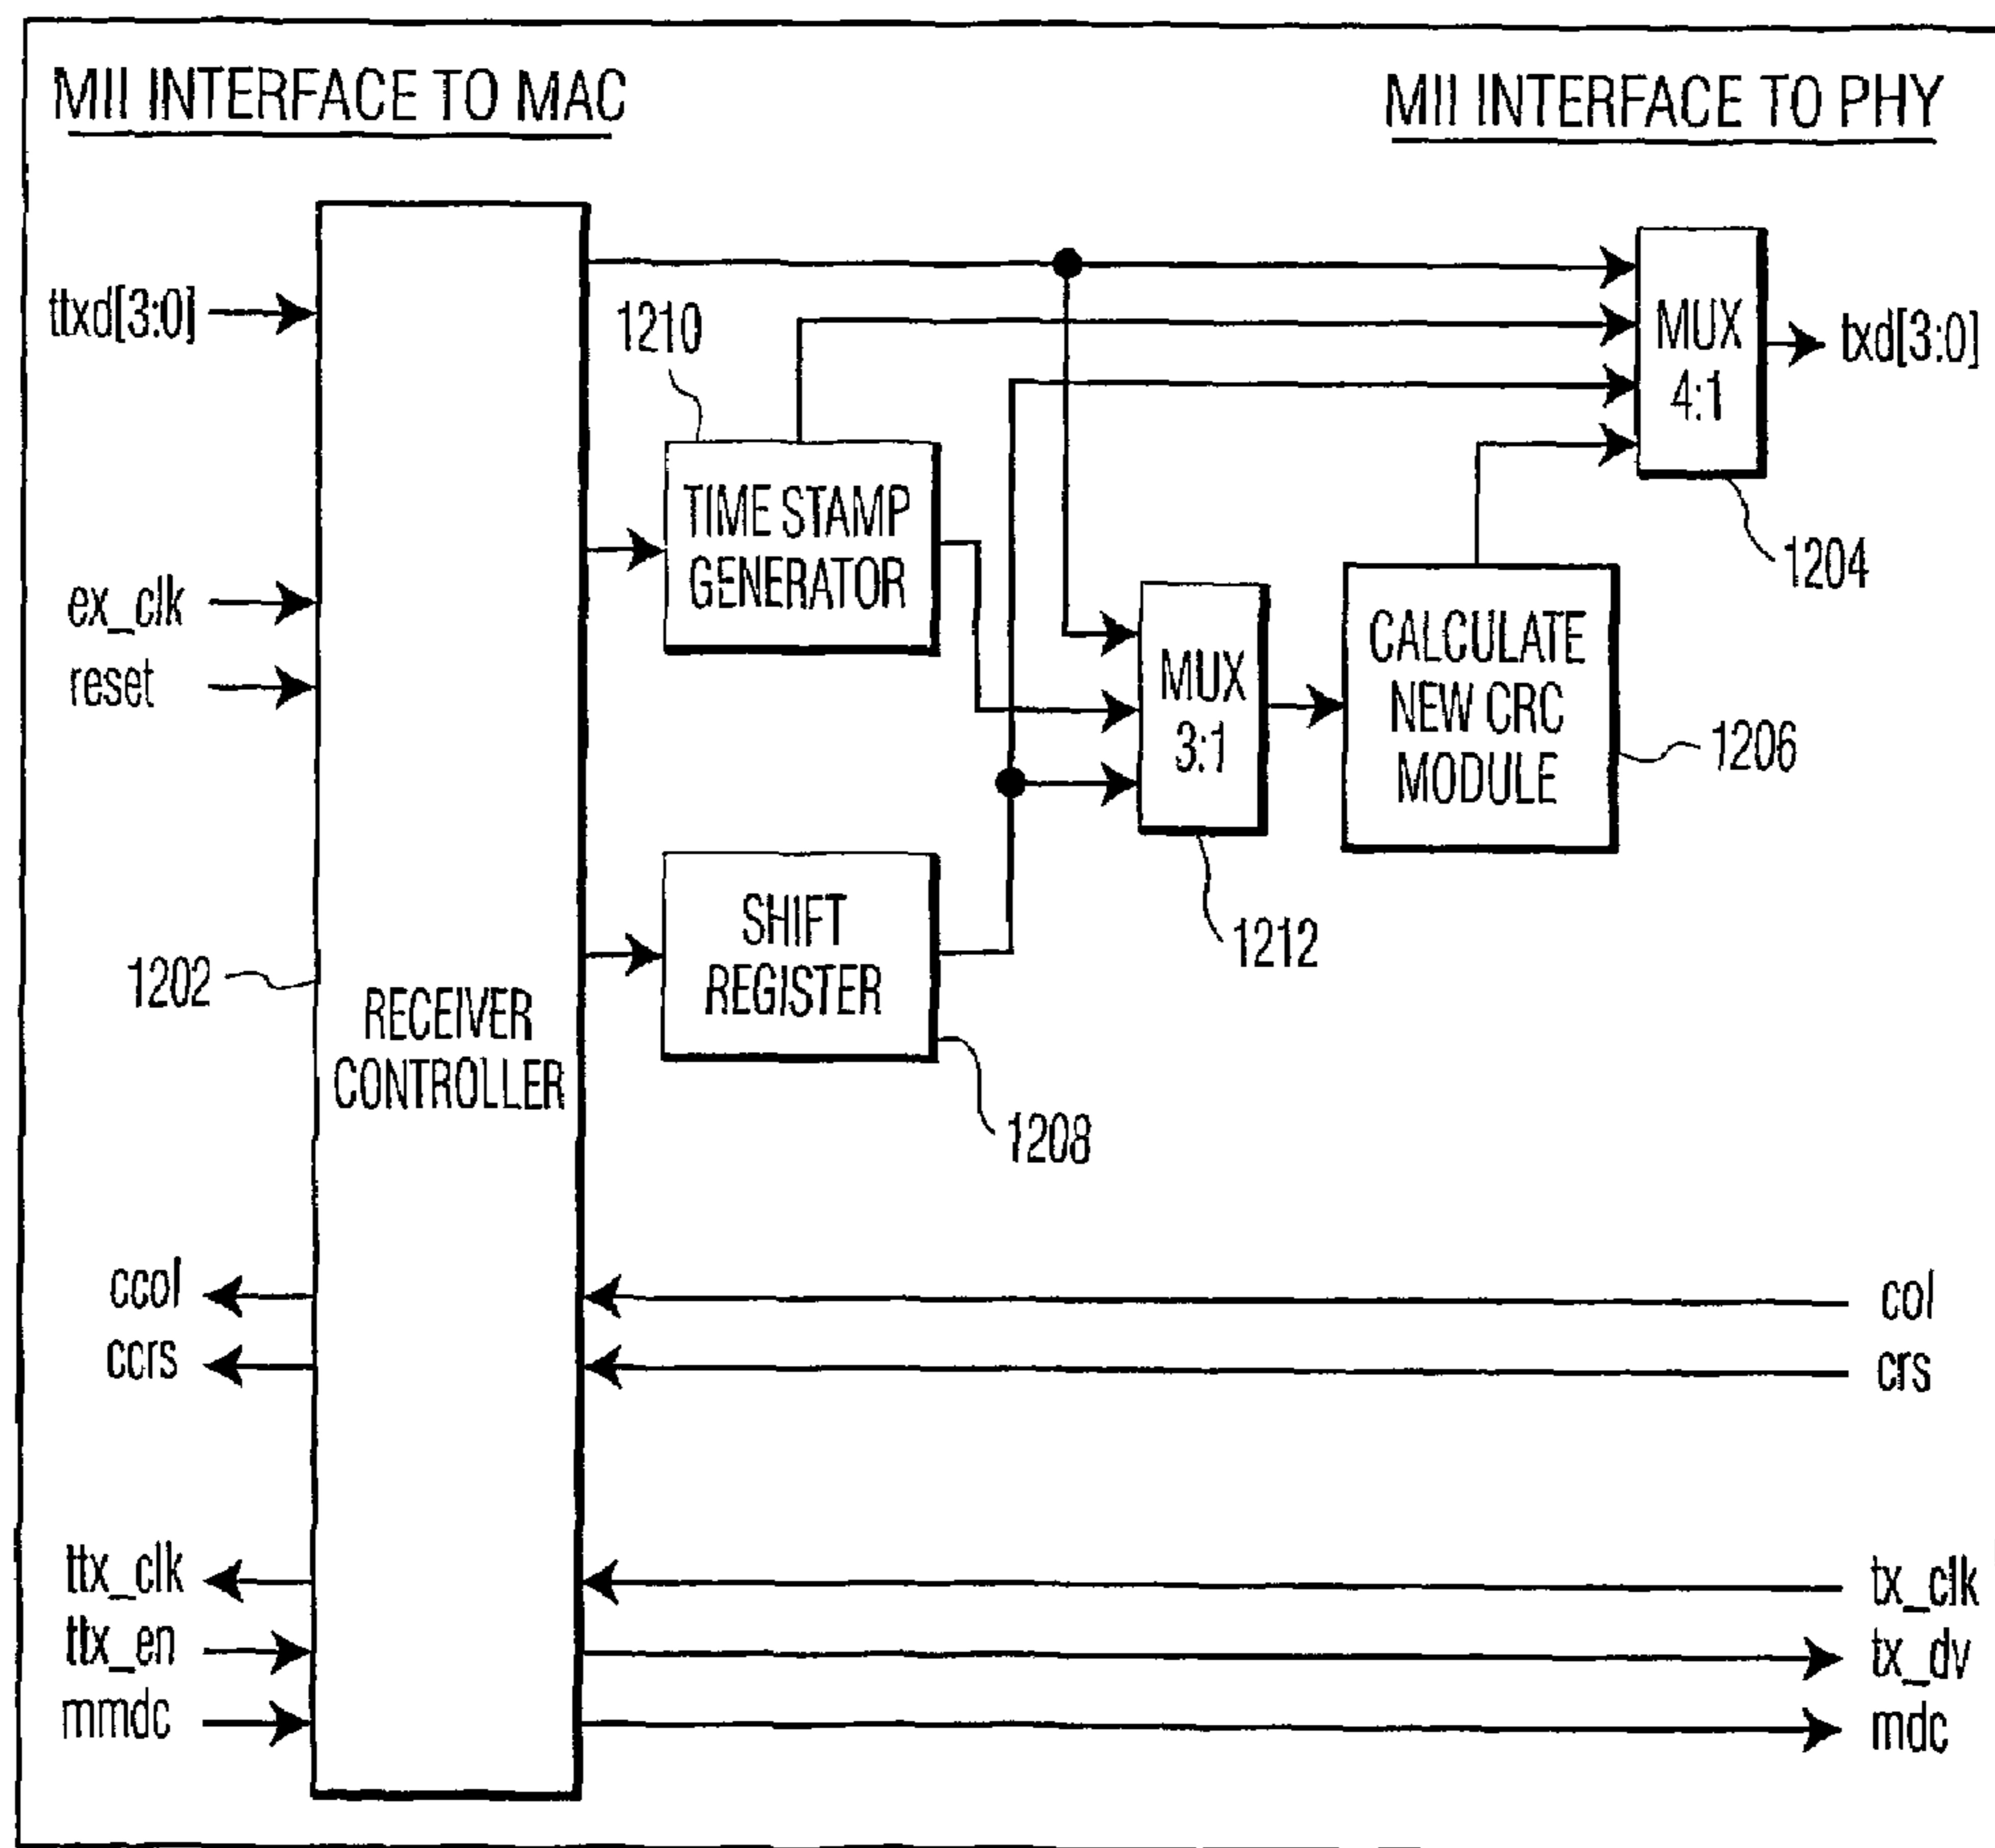 MII INTERFACE TO MAC
MII INTERFACE TO PHY
ttxd[3:0]
1210
MUX
4:1
txd[3:0]
TIME STAMP
GENERATOR
1204
ex_clk
reset
MUX
3:1
CALCULATE
NEW CRC
MODULE
1206
1202
RECEIVER
CONTROLLER
SHIFT
REGISTER
1212
1208
ccol
col
ccrs
crs
ttx_clk
tx_clk
ttx_en
tx_dv
mmdc
mdc